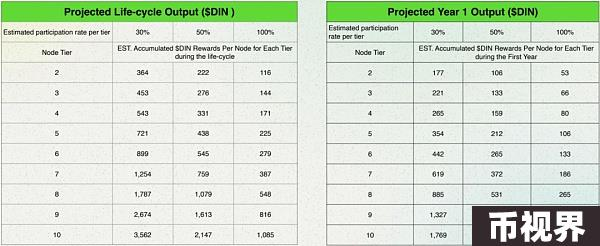 Projected Life-cycle Output ($DIN )
Estimated participation rate per tier 30% 50% 100%
Node Tier EST. Accumulated $DIN Rewards Per Node for Each Tier during the life-cycle
2 364 222 116
3 453 276 144
4 543 331 171
5 721 438 225
6 899 545 279
7 1,254 759 387
8 1,787 1,079 548
9 2,674 1,613 816
10 3,562 2,147 1,085
Projected Year 1 Output ($DIN)
Estimated participation rate per tier 30% 50% 100%
Node Tier EST. Accumulated $DIN Rewards Per Node for Each Tier during the First Year
2 177 106 53
3 221 133 66
4 265 159 80
5 354 212 106
6 442 265 133
7 619 372 186
8 885 531 265
9 1,327
10 1,769
币视界